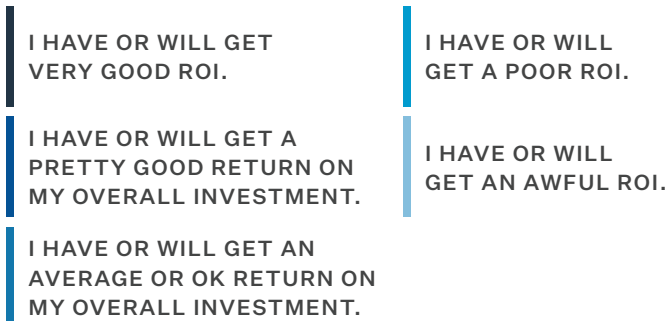 I HAVE OR WILL GET
VERY GOOD ROI.
I HAVE OR WILL GET A
PRETTY GOOD RETURN ON
MY OVERALL INVESTMENT.
I HAVE OR WILL GET AN
AVERAGE OR OK RETURN ON
MY OVERALL INVESTMENT.
I HAVE OR WILL
GET A POOR ROI.
I HAVE OR WILL
GET AN AWFUL ROI.